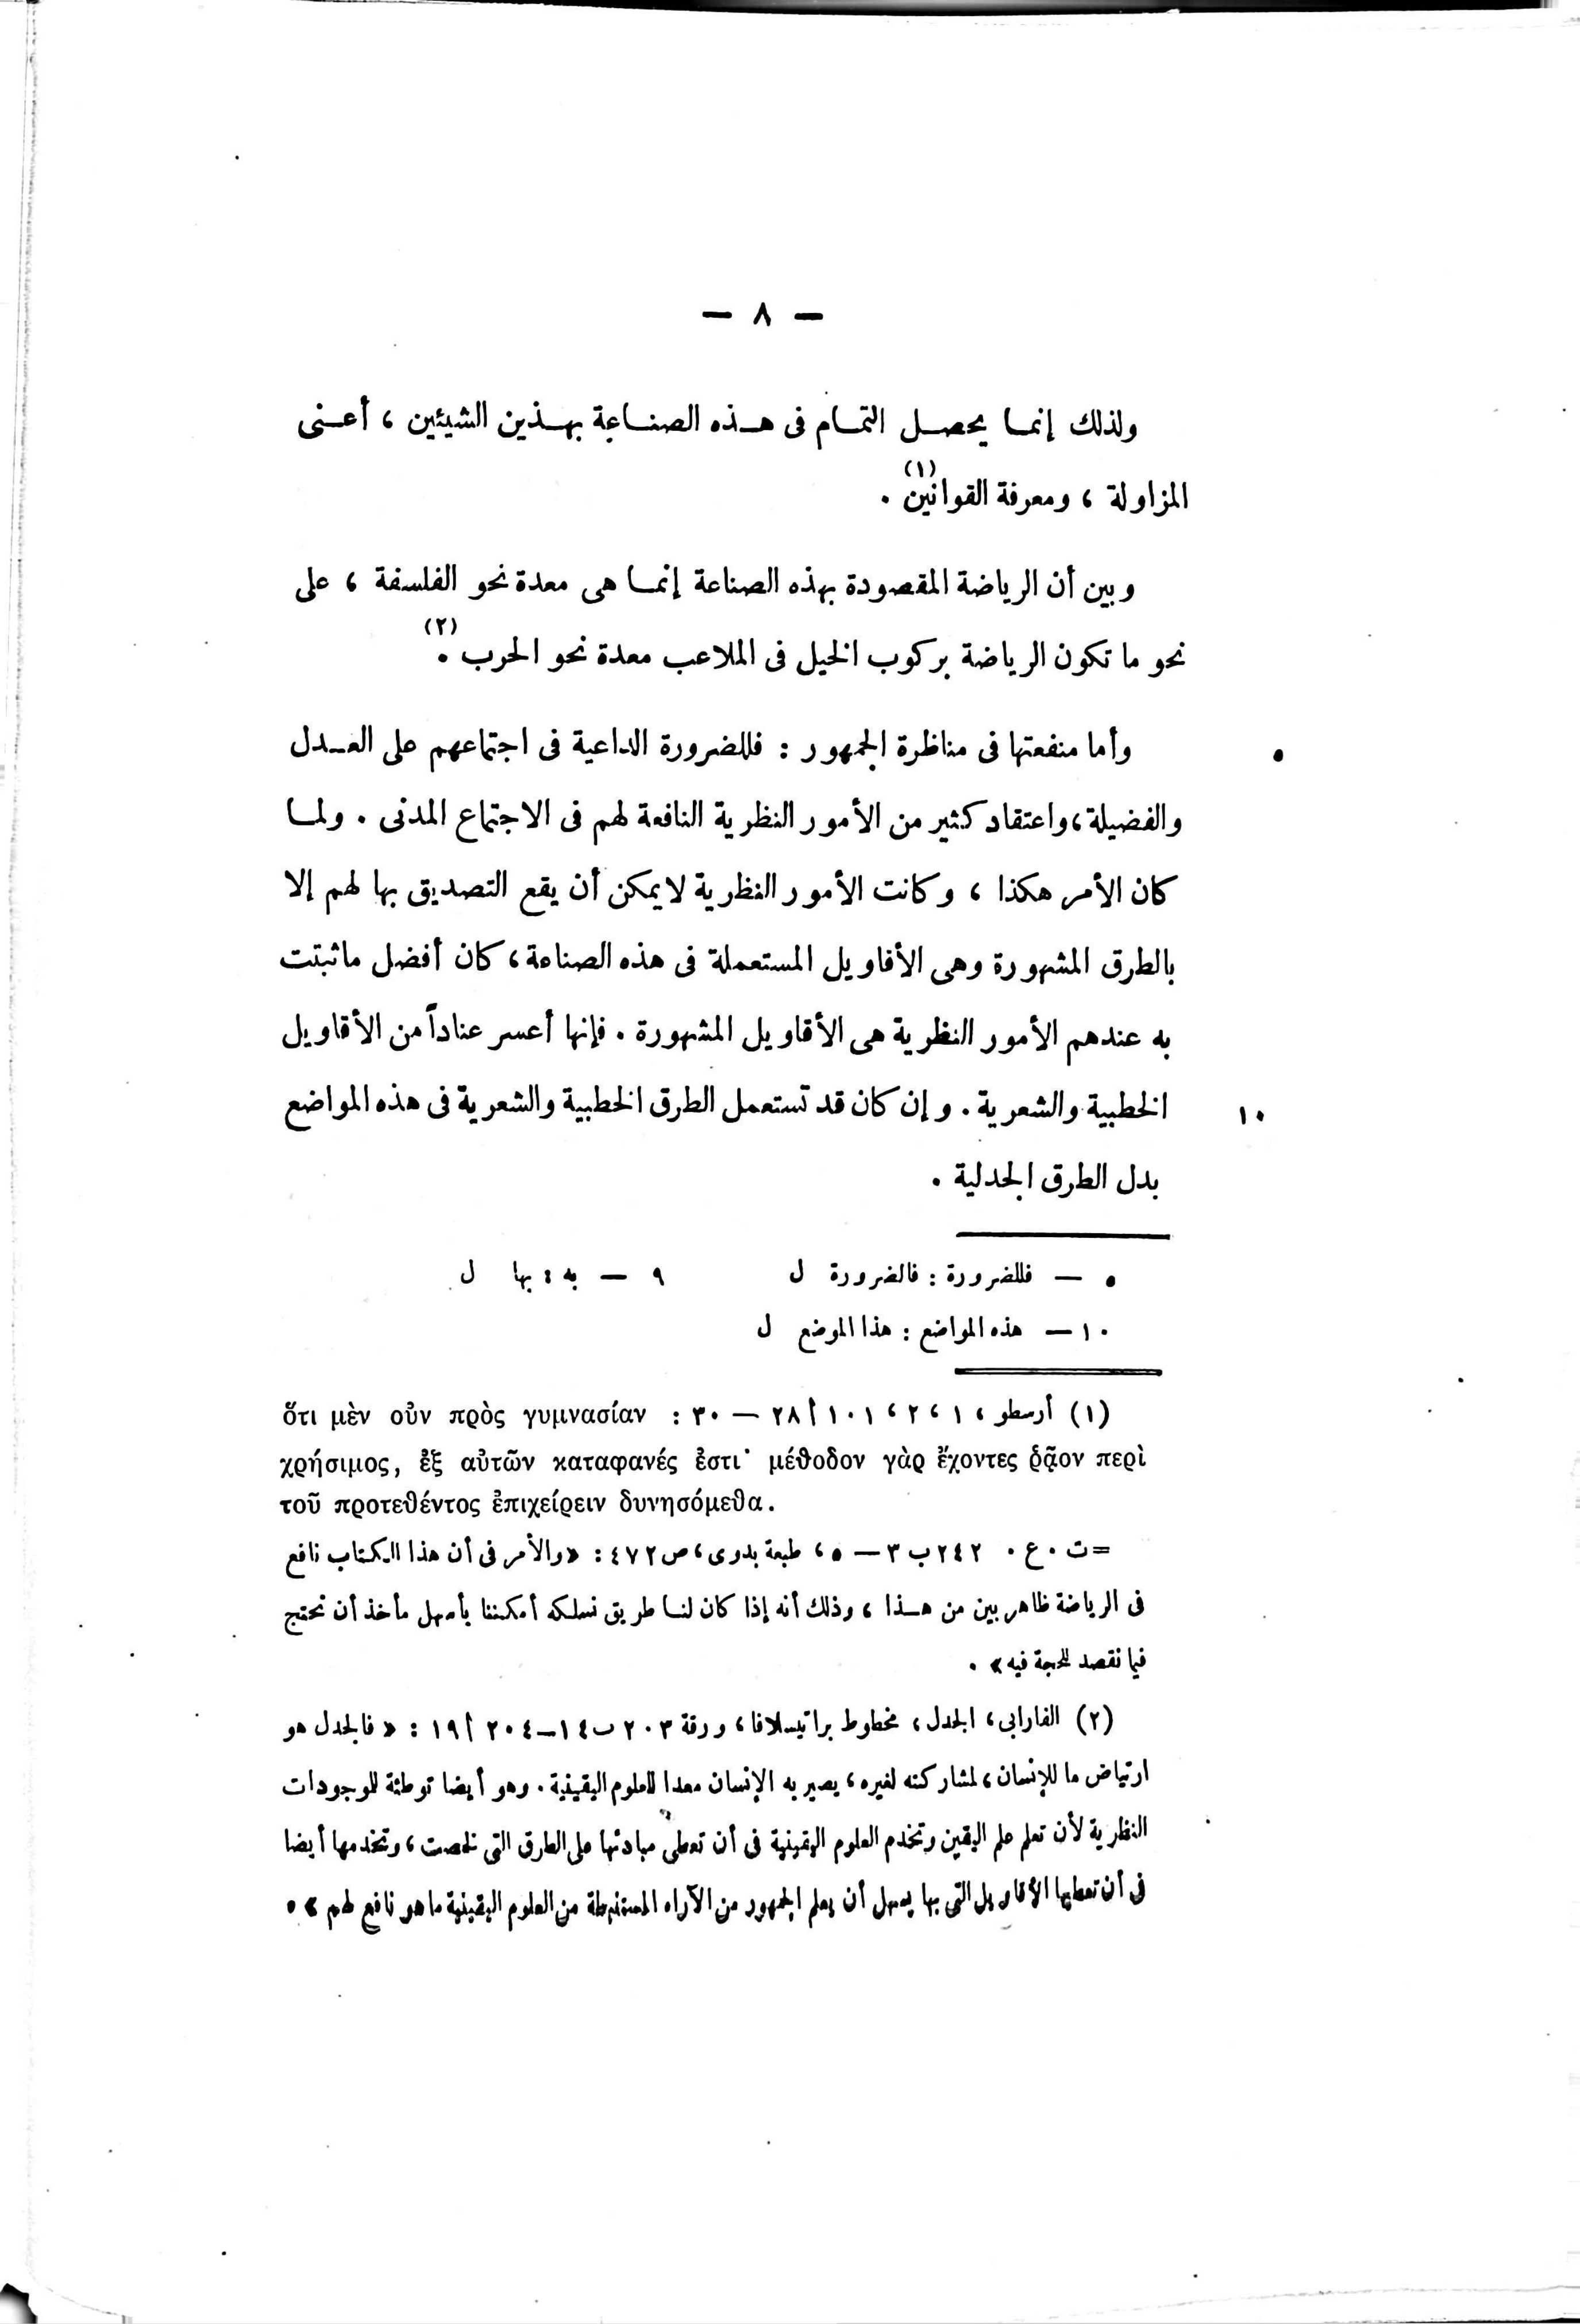 — ٨ —
ولذلك إنما يحصل التمام فى هذه الصناعة بهذين الشيئين ، أعنى
المزاولة ، ومعرفة القوانين (١) .
وبين أن الرياضة المقصودة بهذه الصناعة إنما هى معدة نحو الفلسفة ، على
نحو ما تكون الرياضة بركوب الخيل فى الملاعب معدة نحو الحرب (٢) .
وأما منفعتها فى مناظرة الجمهور : فللضرورة الداعية فى اجتماعهم على العدل ٥
والفضيلة ، واعتقاد كثير من الأمور النظرية النافعة لهم فى الاجتماع المدنى . ولما
كان الأمر هكذا ، وكانت الأمور النظرية لا يمكن أن يقع التصديق بها لهم إلا
بالطرق المشهورة وهى الأقاويل المستعملة فى هذه الصناعة ، كان أفضل ما ثبتت
به عندهم الأمور النظرية هى الأقاويل المشهورة . فإنها أعسر عناداً من الأقاويل
الخطبية والشعرية . وإن كان قد تستعمل الطرق الخطبية والشعرية فى هذه المواضع ١٠
بدل الطرق الجدلية .
٥ — فللضرورة : فالضرورة ل ٩ — به : بها ل
١٠ — هذه المواضع : هذا الموضع ل
(١) أرسطو ، ١ ، ٢ ، ١٠١ أ ٢٨ — ٣٠ : ὅτι μὲν οὖν πρὸς γυμνασίαν
χρήσιμος, ἐξ αὐτῶν καταφανές ἐστι· μέθοδον γὰρ ἔχοντες ῥᾷον περὶ
τοῦ προτεθέντος ἐπιχείρειν δυνησόμεθα.
= ت . ع . ٢٤٢ ب ٣ — ٥ ، طبعة بدوى ، ص ٤٧٢ : « والأمر فى أن هذا الكتاب نافع
فى الرياضة ظاهر بين من هذا ، وذلك أنه إذا كان لنا طريق نسلكه أمكننا بأسهل مأخذ أن نحتج
فيما نقصد للحجة فيه » .
(٢) الفارابى ، الجدل ، مخطوط براتيسلافا ، ورقة ٢٠٣ ب ١٤ — ٢٠٤ أ ١٩ : « فالجدل هو
ارتياض ما للإنسان ، لمشاركته لغيره ، يصير به الإنسان معدا للعلوم اليقينية . وهو أيضا توطئة للموجودات
النظرية لأن تعلم علم اليقين وتخدم العلوم اليقينية فى أن تعطى مبادئها على الطرق التى لخصت ، وتخدمها أيضا
فى أن تعطيها الأقاويل التى بها يسهل أن يعلم الجمهور من الآراء المستنبطة من العلوم اليقينية ما هو نافع لهم » .